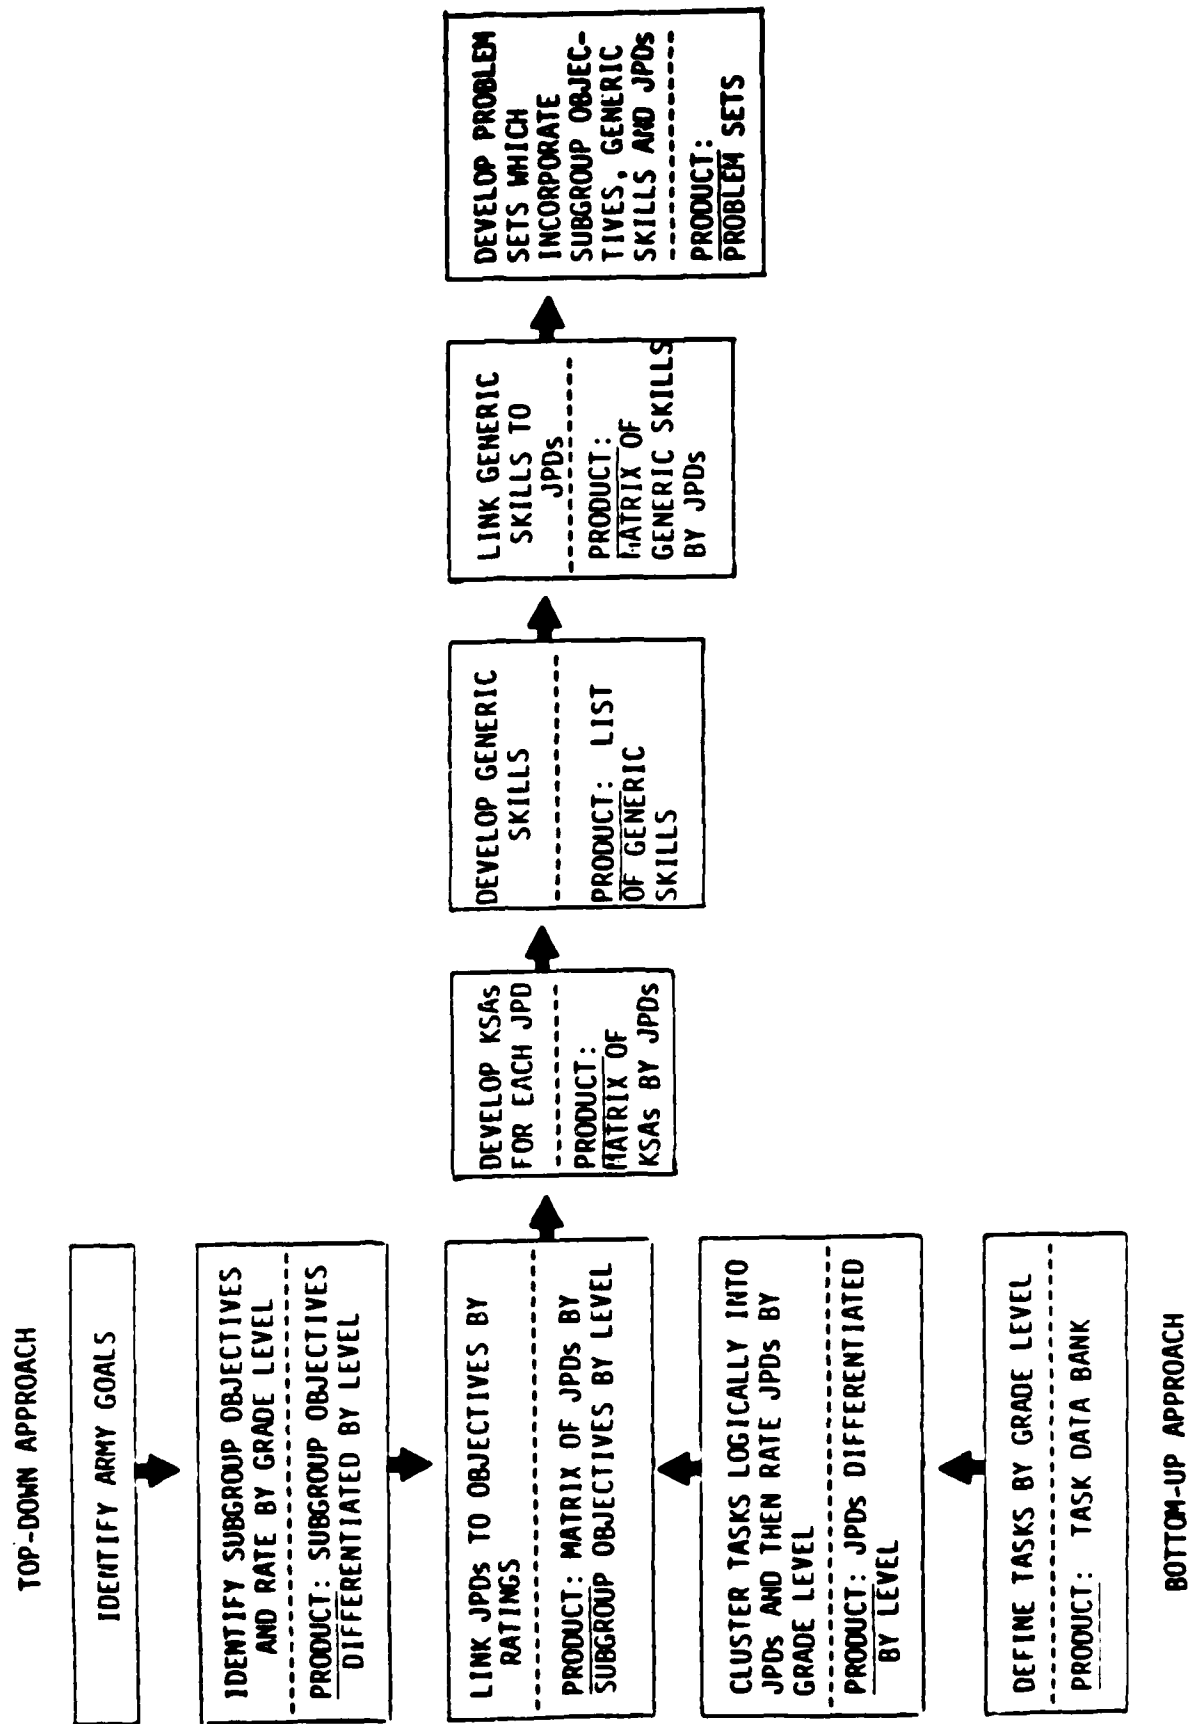 TOP-DOWN APPROACH
IDENTIFY ARMY GOALS
IDENTIFY SUBGROUP OBJECTIVES
AND RATE BY GRADE LEVEL
PRODUCT: SUBGROUP OBJECTIVES
DIFFERENTIATED BY LEVEL
LINK JPDs TO OBJECTIVES BY
RATINGS
PRODUCT: MATRIX OF JPDs BY
SUBGROUP OBJECTIVES BY LEVEL
CLUSTER TASKS LOGICALLY INTO
JPDs AND THEN RATE JPDs BY
GRADE LEVEL
PRODUCT: JPDs DIFFERENTIATED
BY LEVEL
DEFINE TASKS BY GRADE LEVEL
PRODUCT: TASK DATA BANK
BOTTOM-UP APPROACH
DEVELOP KSAs
FOR EACH JPD
PRODUCT:
MATRIX OF
KSAs BY JPDs
DEVELOP GENERIC
SKILLS
PRODUCT: LIST
OF GENERIC
SKILLS
LINK GENERIC
SKILLS TO
JPDs
PRODUCT:
MATRIX OF
GENERIC SKILLS
BY JPDs
DEVELOP PROBLEM
SETS WHICH
INCORPORATE
SUBGROUP OBJEC-
TIVES, GENERIC
SKILLS AND JPDs
PRODUCT:
PROBLEM SETS